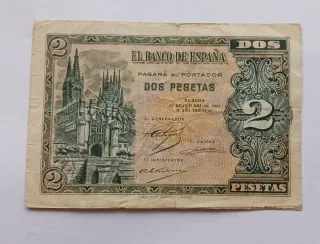 DOS
EL BANCO DE ESPAÑA
PAGARÁ AL PORTADOR
DOS PESETAS
BURGOS
EL GOBERNADOR
EL CAJERO
EL INTERVENTOR
2
2
2
PESETAS